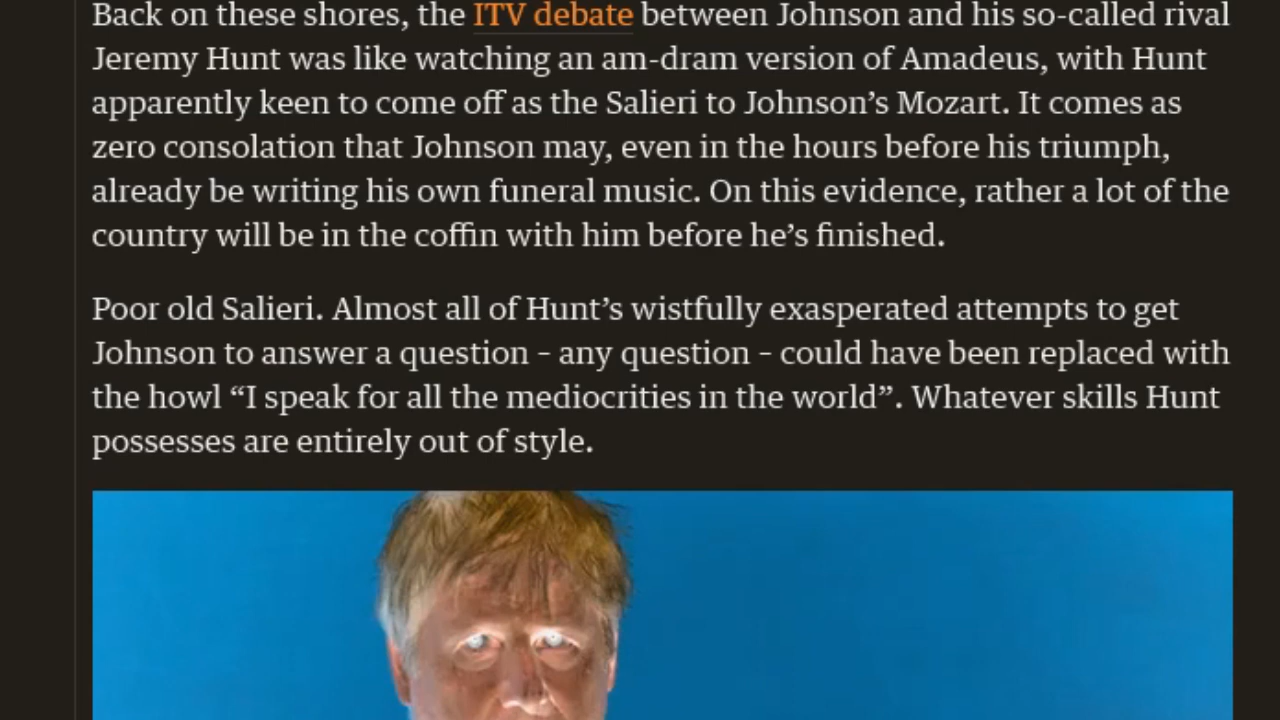 Back on these shores, the ITV debate between Johnson and his so-called rival
Jeremy Hunt was like watching an am-dram version of Amadeus, with Hunt
apparently keen to come off as the Salieri to Johnson’s Mozart. It comes as
zero consolation that Johnson may, even in the hours before his triumph,
already be writing his own funeral music. On this evidence, rather a lot of the
country will be in the coffin with him before he’s finished.
Poor old Salieri. Almost all of Hunt’s wistfully exasperated attempts to get
Johnson to answer a question – any question – could have been replaced with
the howl “I speak for all the mediocrities in the world”. Whatever skills Hunt
possesses are entirely out of style.